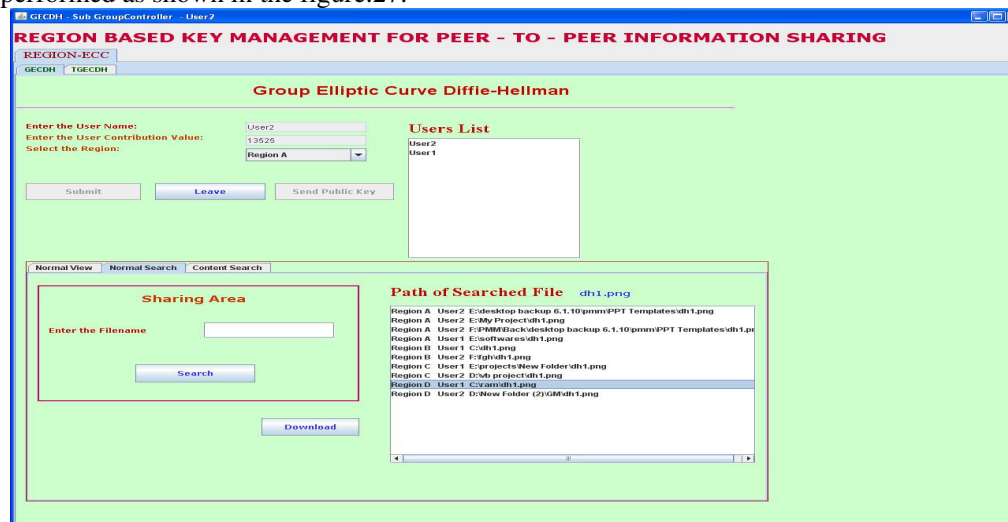 performed as shown in the figure.27.
GECDH - Sub GroupController - User2
REGION BASED KEY MANAGEMENT FOR PEER - TO - PEER INFORMATION SHARING
REGION-ECC
GECDH TGECDH
Group Elliptic Curve Diffie-Hellman
Enter the User Name: User2
Enter the User Contribution Value: 13525
Select the Region: Region A
Submit Leave Send Public Key
Users List
User2
User1
Normal View Normal Search Content Search
Sharing Area
Enter the Filename
Search
Download
Path of Searched File dh1.png
Region A User2 E:\desktop backup 6.1.10\pmm\PPT Templates\dh1.png
Region A User2 E:\My Project\dh1.png
Region A User2 F:\PMM\Back\desktop backup 6.1.10\pmm\PPT Templates\dh1.pr
Region A User1 E:\softwares\dh1.png
Region B User1 C:\dh1.png
Region B User2 F:\fgh\dh1.png
Region C User1 E:\projects\New Folder\dh1.png
Region C User2 D:\vb project\dh1.png
Region D User1 C:\ram\dh1.png
Region D User2 D:\New Folder (2)\GM\dh1.png